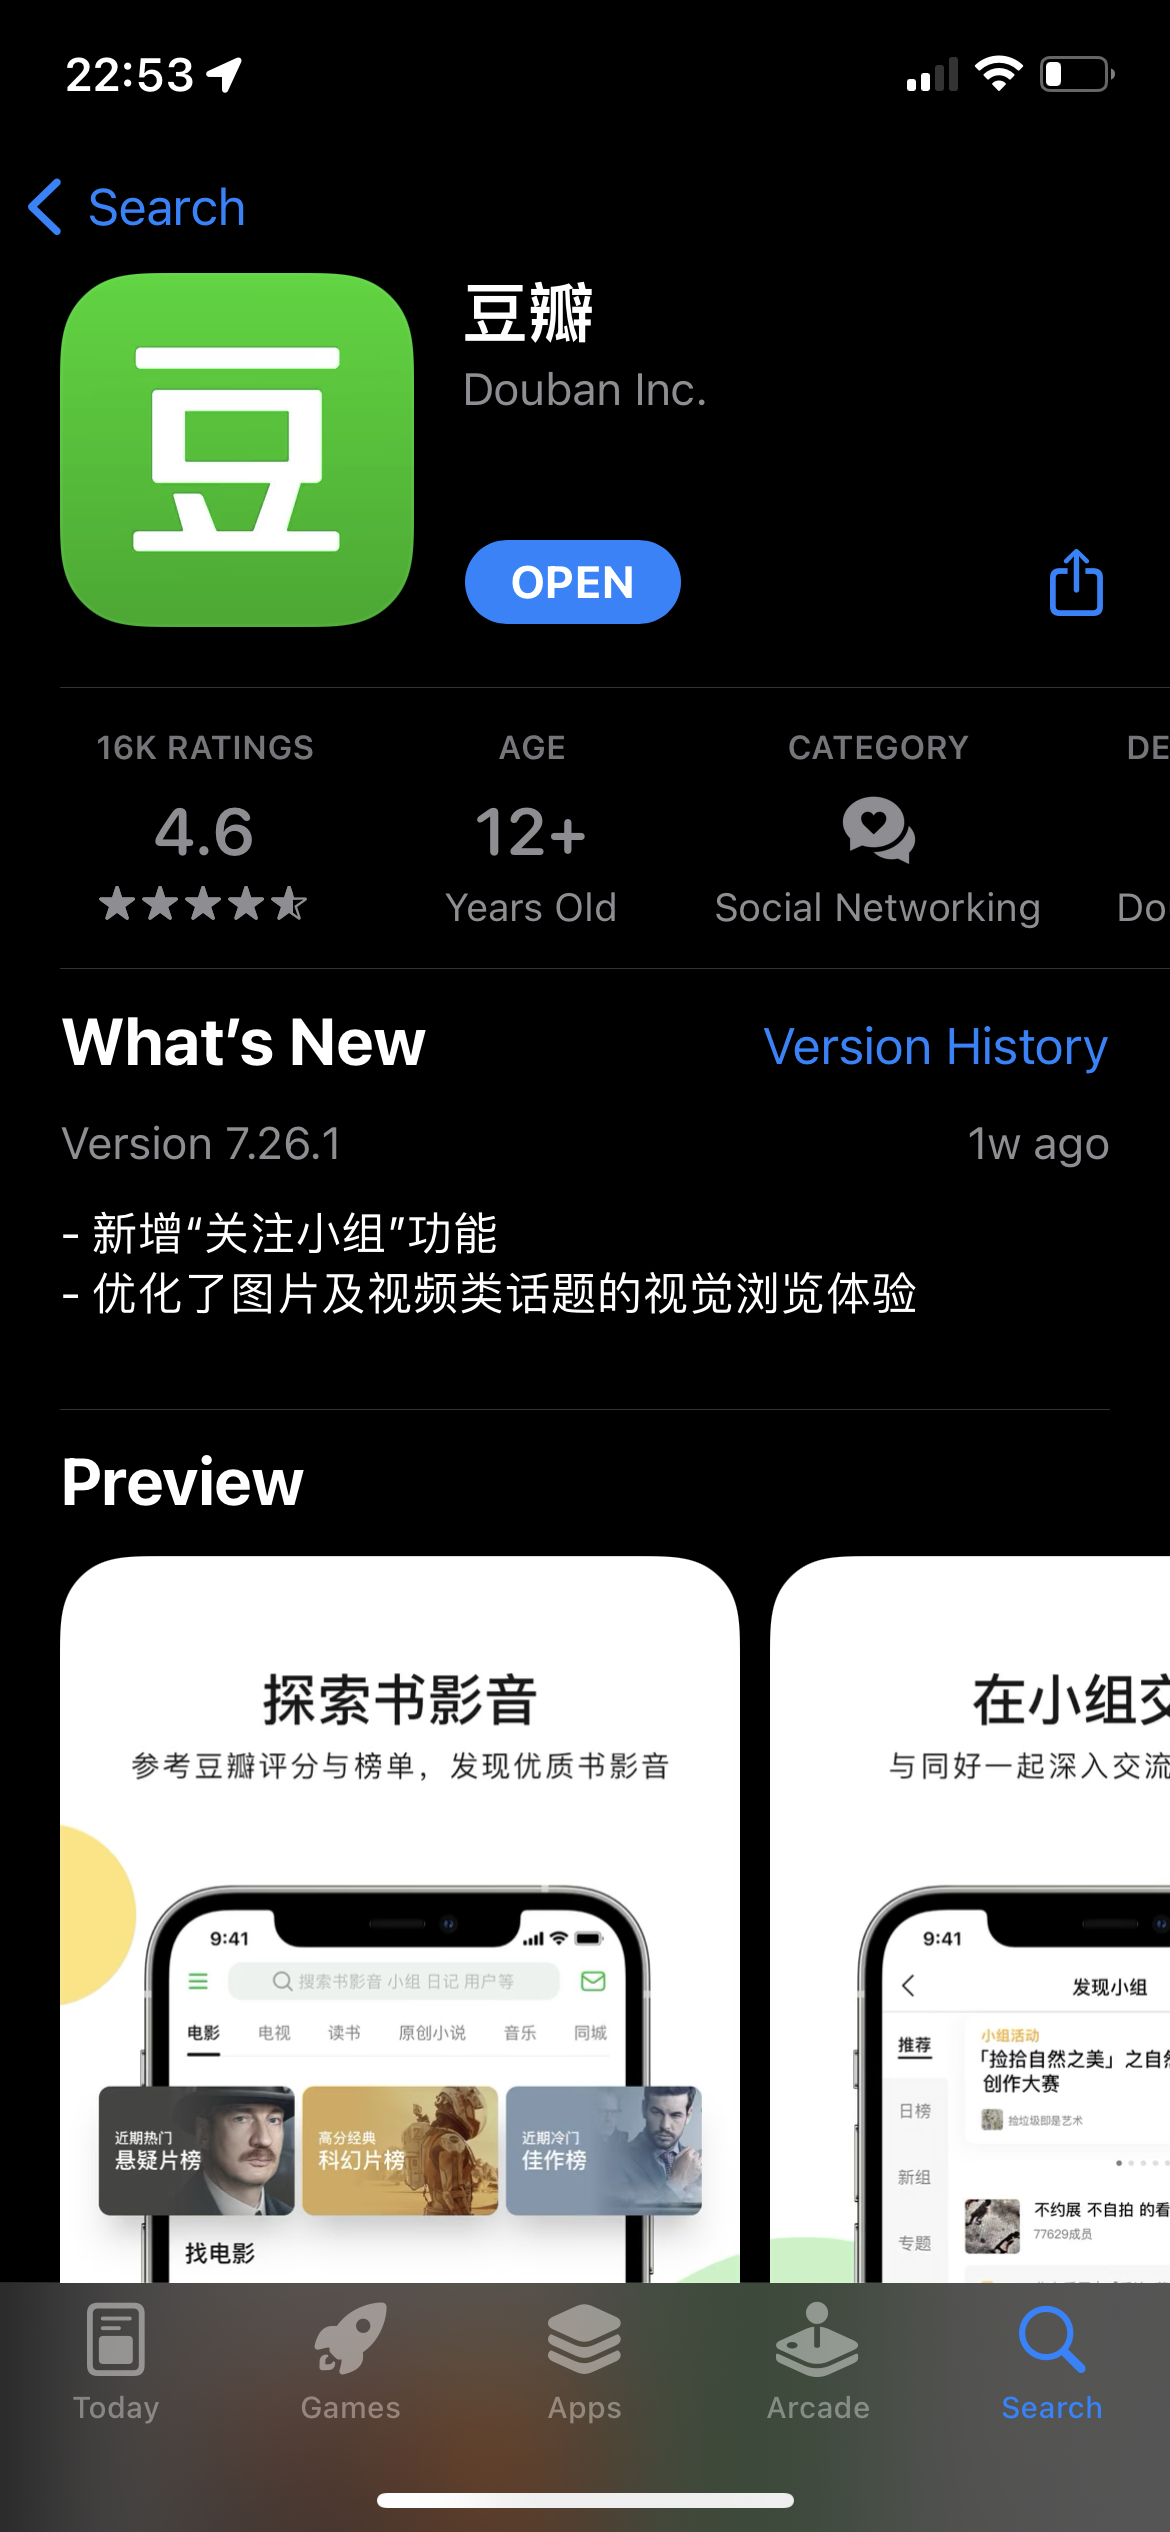 22:53
Search
豆
豆瓣
Douban Inc.
OPEN
16K RATINGS
4.6
AGE
12+
Years Old
CATEGORY
Social Networking
DE
Do
What's New
Version History
Version 7.26.1
1w ago
- 新增“关注小组”功能
- 优化了图片及视频类话题的视觉浏览体验
Preview
探索书影音
参考豆瓣评分与榜单，发现优质书影音
9:41
搜索书影音 小组 日记 用户等
电影 电视 读书 原创小说 音乐 同城
近期热门
悬疑片榜
高分经典
科幻片榜
近期冷门
佳作榜
找电影
在小组交
与同好一起深入交流
9:41
发现小组
推荐
日榜
新组
专题
小组活动
「捡拾自然之美」之自然
创作大赛
捡垃圾即是艺术
不约展 不自拍 的看
77629成员
Today
Games
Apps
Arcade
Search